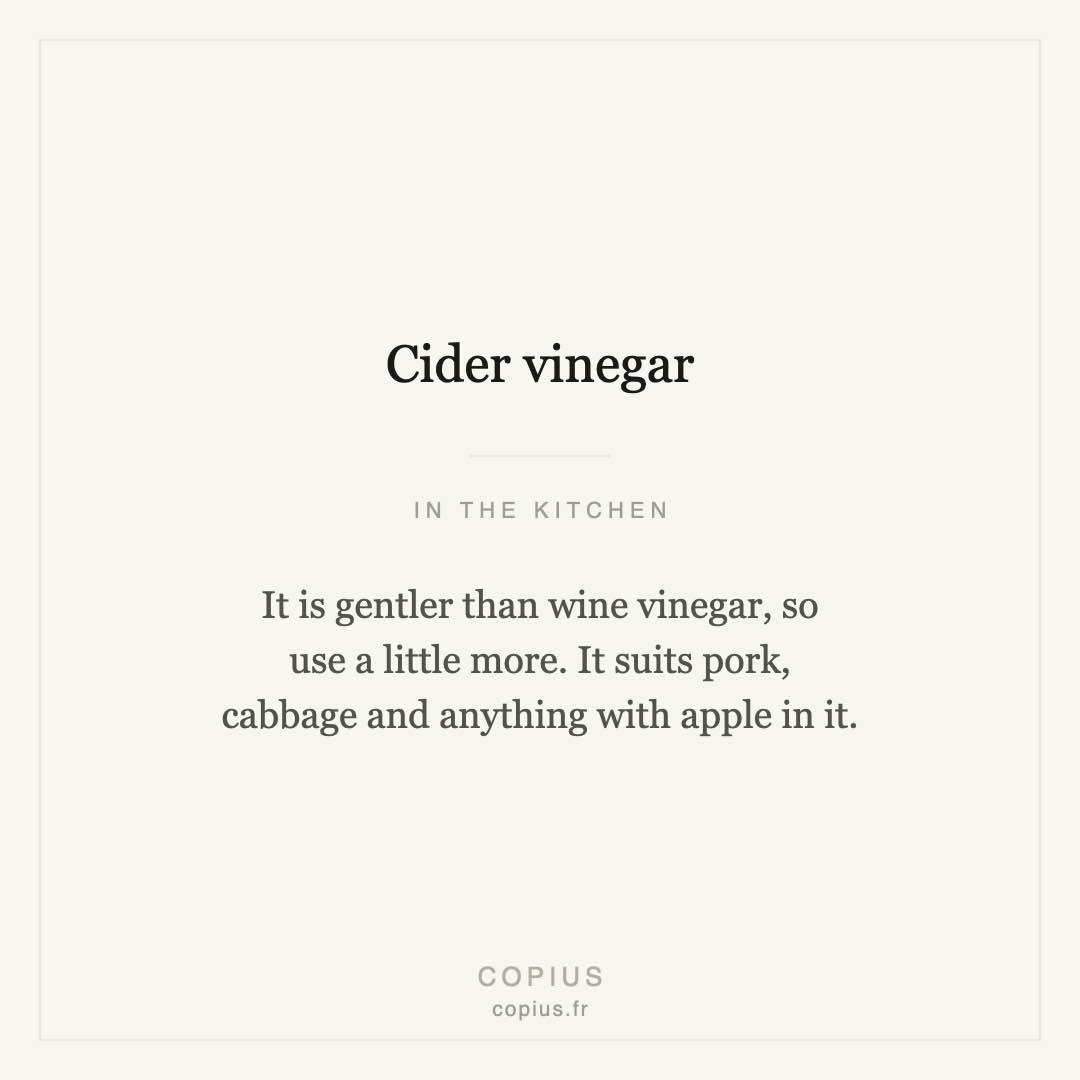 Cider vinegar
IN THE KITCHEN
It is gentler than wine vinegar, so
use a little more. It suits pork,
cabbage and anything with apple in it.
COPIUS
copius.fr